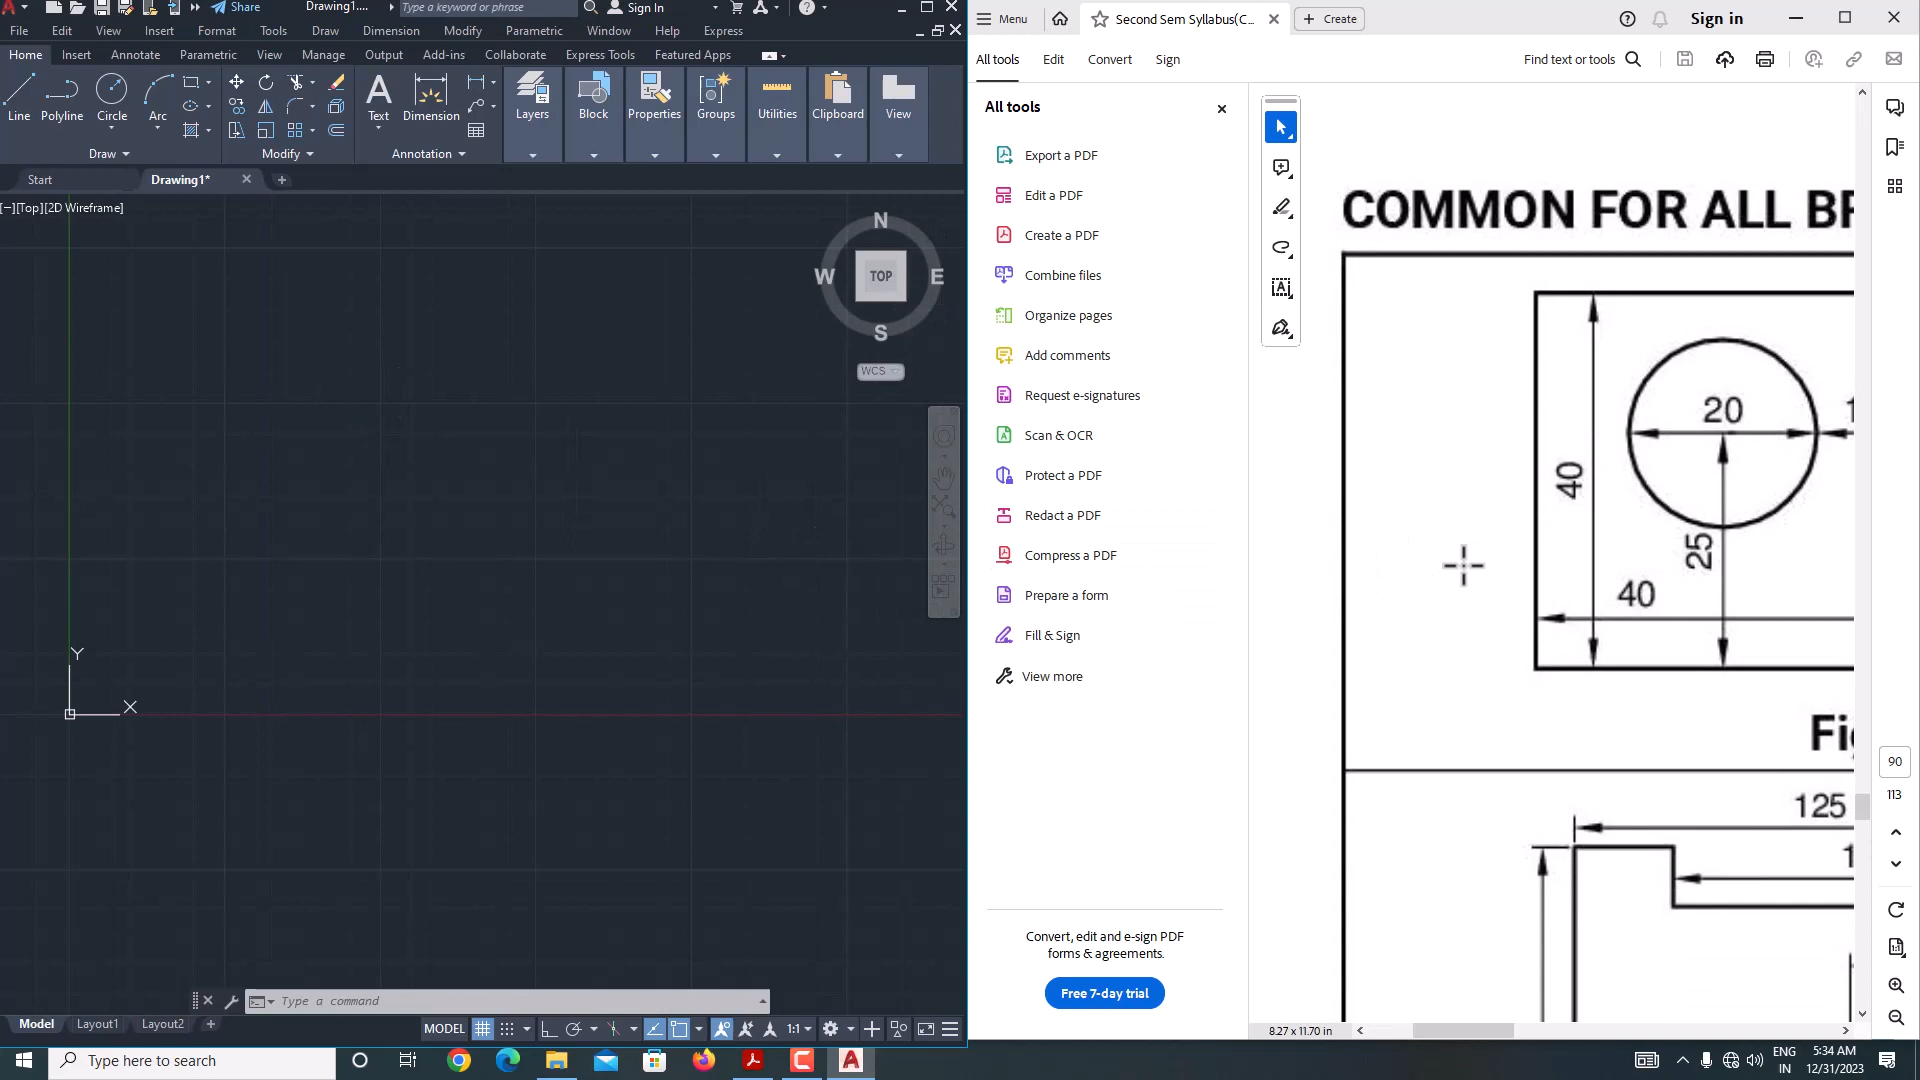 Share
Drawing1....
Type a keyword or phrase
Sign In
File Edit View Insert Format Tools Draw Dimension Modify Parametric Window Help Express
Home Insert Annotate Parametric View Manage Output Add-ins Collaborate Express Tools Featured Apps
Line Polyline Circle Arc
Text Dimension
Layers Block Properties Groups Utilities Clipboard View
Draw Modify Annotation
Start Drawing1*
[−][Top][2D Wireframe]
N
W TOP E
S
WCS
Y
X
Type a command
Model Layout1 Layout2
MODEL 1:1
Menu
Second Sem Syllabus(C...
Create
Sign in
All tools Edit Convert Sign
Find text or tools
All tools
Export a PDF
Edit a PDF
Create a PDF
Combine files
Organize pages
Add comments
Request e-signatures
Scan & OCR
Protect a PDF
Redact a PDF
Compress a PDF
Prepare a form
Fill & Sign
View more
Convert, edit and e-sign PDF
forms & agreements.
Free 7-day trial
COMMON FOR ALL
20
40
25
40
125
90
113
8.27 x 11.70 in
Type here to search
ENG
IN
5:34 AM
12/31/2023